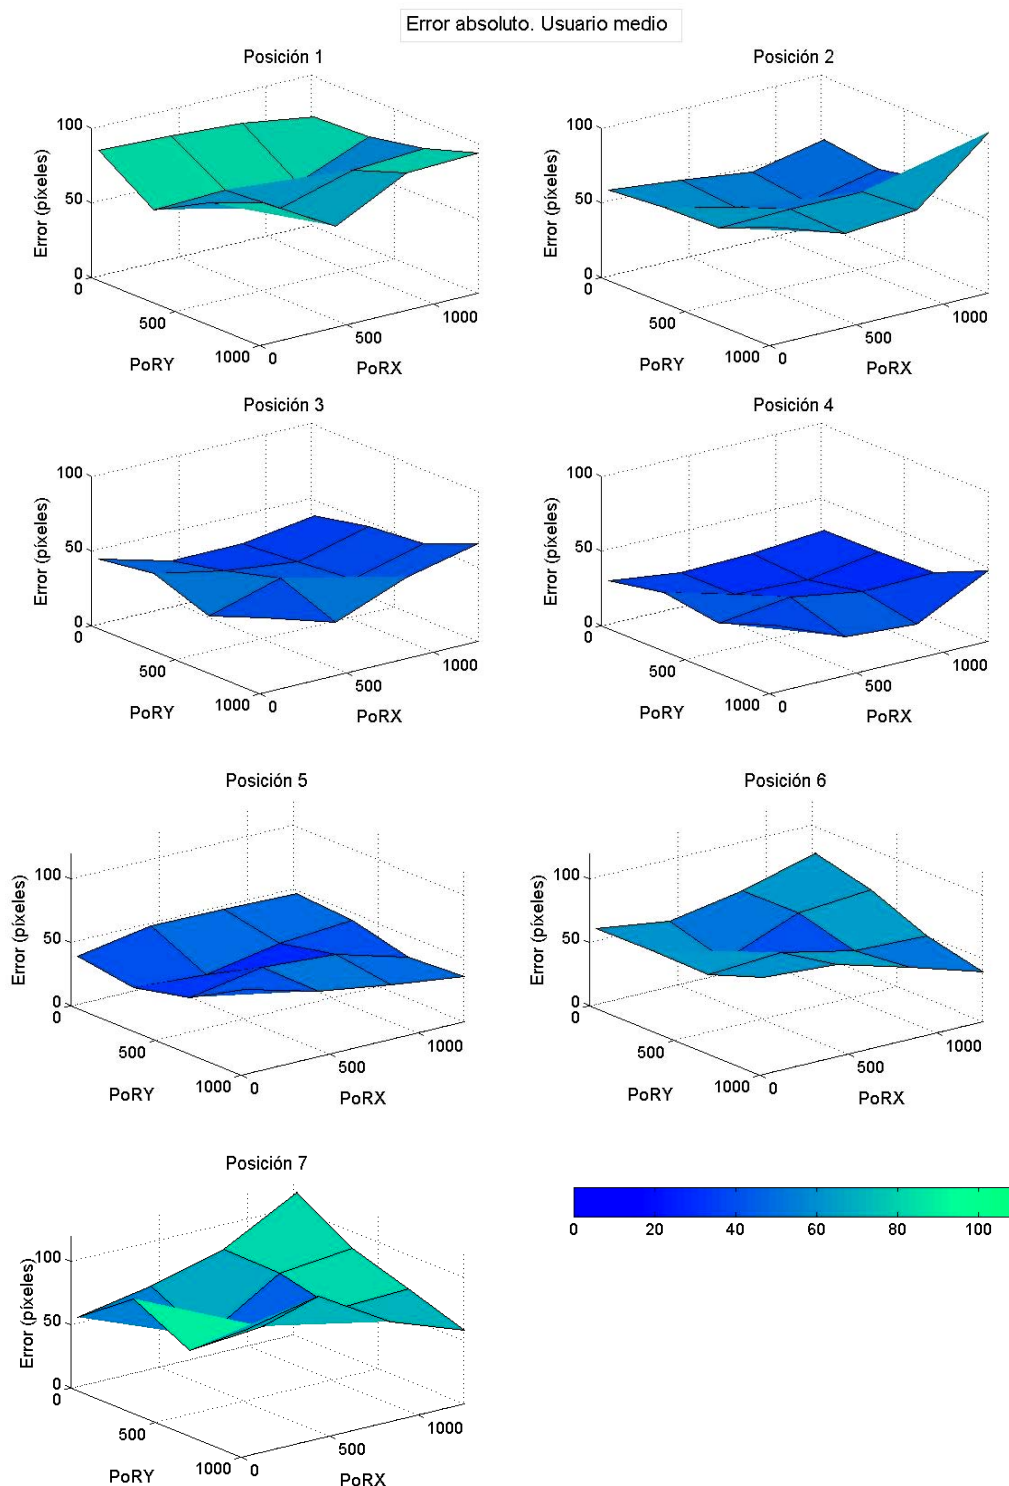 Error absoluto. Usuario medio
Posición 1
Posición 2
100
50
0
0
500
1000
0
500
1000
Error (píxeles)
PoRY
PoRX
100
50
0
0
500
1000
0
500
1000
Error (píxeles)
PoRY
PoRX
Posición 3
Posición 4
100
50
0
0
500
1000
0
500
1000
Error (píxeles)
PoRY
PoRX
100
50
0
0
500
1000
0
500
1000
Error (píxeles)
PoRY
PoRX
Posición 5
Posición 6
100
50
0
0
500
1000
0
500
1000
Error (píxeles)
PoRY
PoRX
100
50
0
0
500
1000
0
500
1000
Error (píxeles)
PoRY
PoRX
Posición 7
100
50
0
0
500
1000
0
500
1000
Error (píxeles)
PoRY
PoRX
0 20 40 60 80 100